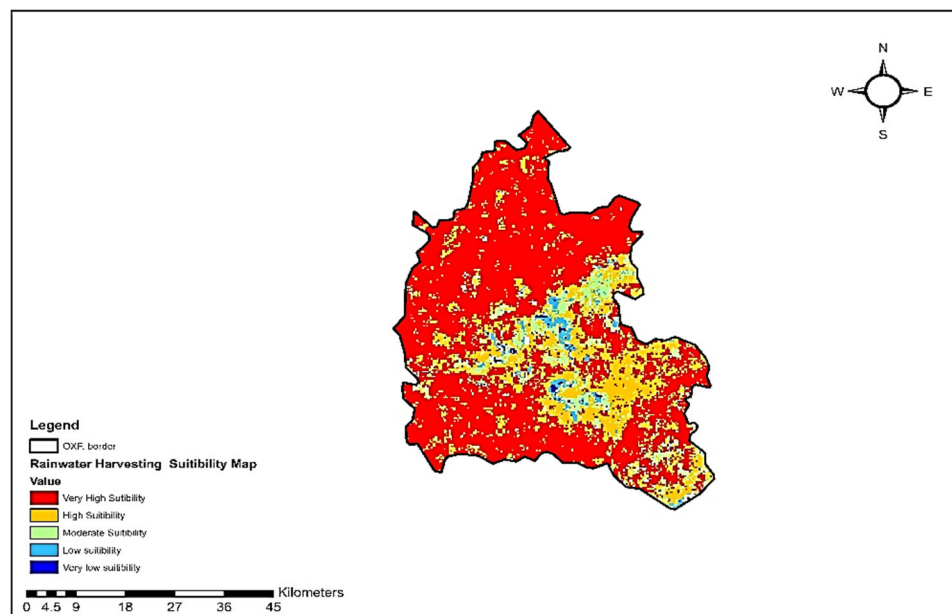 N
W E
S
Legend
OXF. border
Rainwater Harvesting Suitibility Map
Value
Very High Sutibility
High Suitibility
Moderate Suitibility
Low suitibility
Very low suitibility
Kilometers
0 4.5 9 18 27 36 45